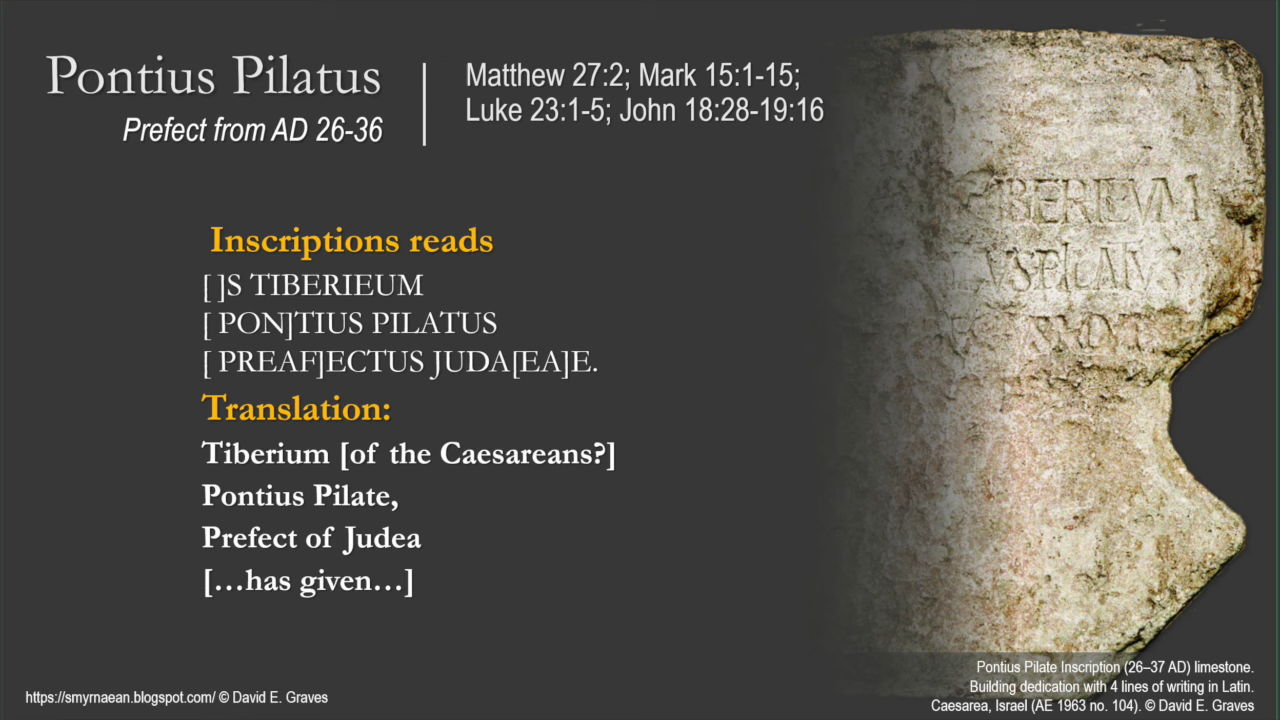 Pontius Pilatus
Prefect from AD 26-36
Matthew 27:2; Mark 15:1-15;
Luke 23:1-5; John 18:28-19:16
Inscriptions reads
[ ]S TIBERIEUM
[ PON]TIUS PILATUS
[ PREAF]ECTUS JUDA[EA]E.
Translation:
Tiberium [of the Caesareans?]
Pontius Pilate,
Prefect of Judea
[…has given…]
TIBERIEVM
VSPILATVS
Pontius Pilate Inscription (26–37 AD) limestone.
Building dedication with 4 lines of writing in Latin.
Caesarea, Israel (AE 1963 no. 104). © David E. Graves
https://smyrnaean.blogspot.com/ © David E. Graves